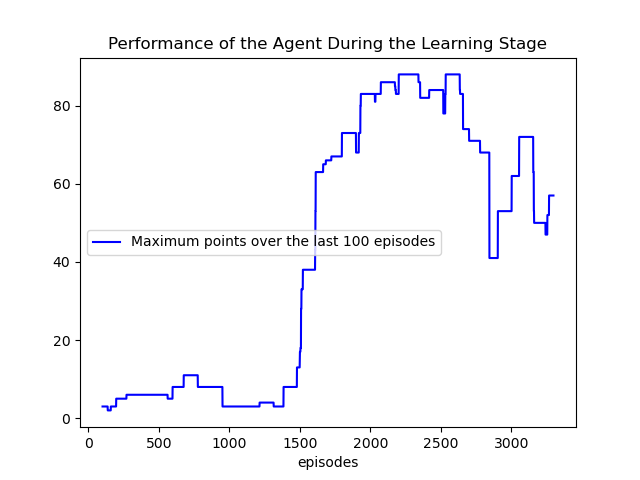 Performance of the Agent During the Learning Stage
80
60
Maximum points over the last 100 episodes
40
20
0
0 500 1000 1500 2000 2500 3000
episodes